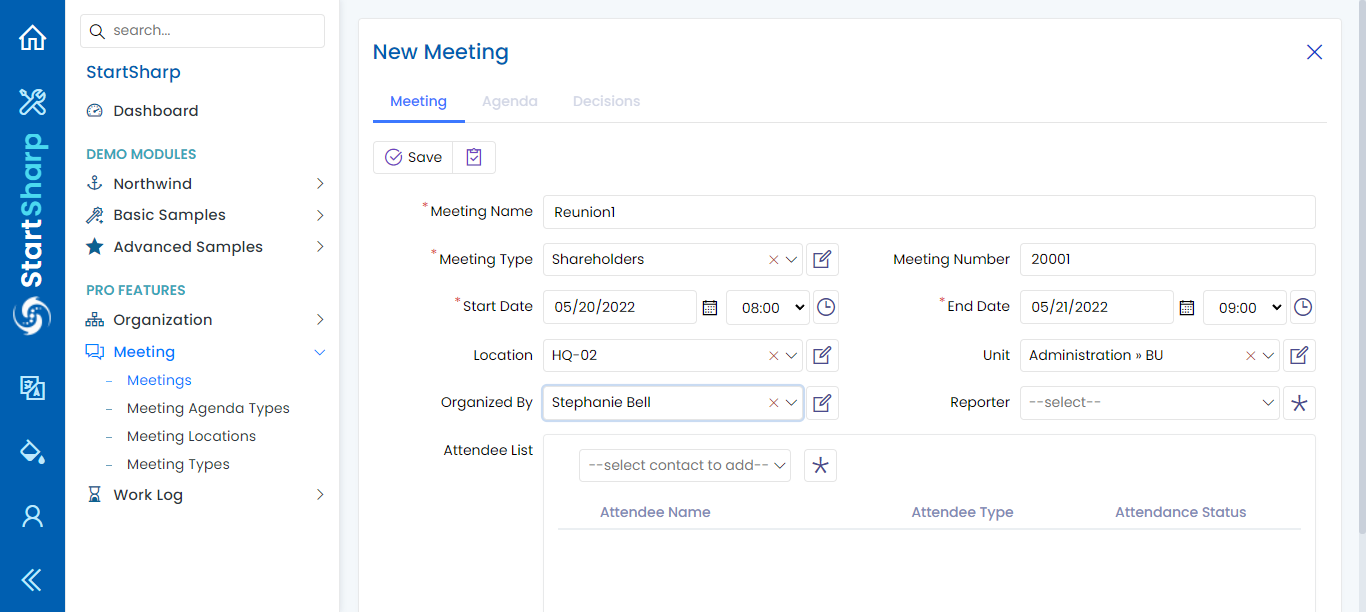 StartSharp
search...
StartSharp
Dashboard
DEMO MODULES
Northwind
Basic Samples
Advanced Samples
PRO FEATURES
Organization
Meeting
– Meetings
– Meeting Agenda Types
– Meeting Locations
– Meeting Types
Work Log
New Meeting
Meeting Agenda Decisions
Save
*Meeting Name Reunion1
*Meeting Type Shareholders Meeting Number 20001
*Start Date 05/20/2022 08:00 *End Date 05/21/2022 09:00
Location HQ-02 Unit Administration » BU
Organized By Stephanie Bell Reporter --select--
Attendee List --select contact to add--
Attendee Name Attendee Type Attendance Status